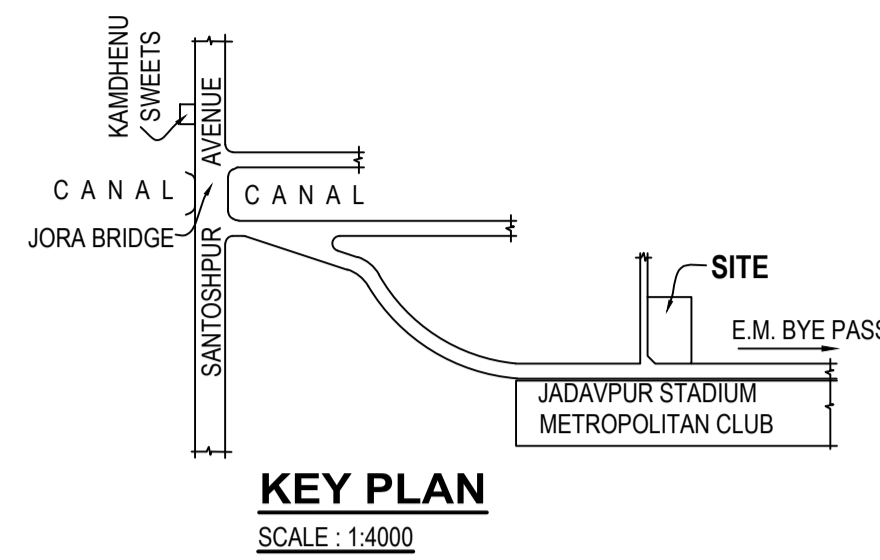 KAMDHENU
SWEETS
AVENUE
CANAL
CANAL
JORA BRIDGE
SANTOSHPUR
SITE
E.M. BYE PASS
JADAVPUR STADIUM
METROPOLITAN CLUB
KEY PLAN
SCALE : 1:4000